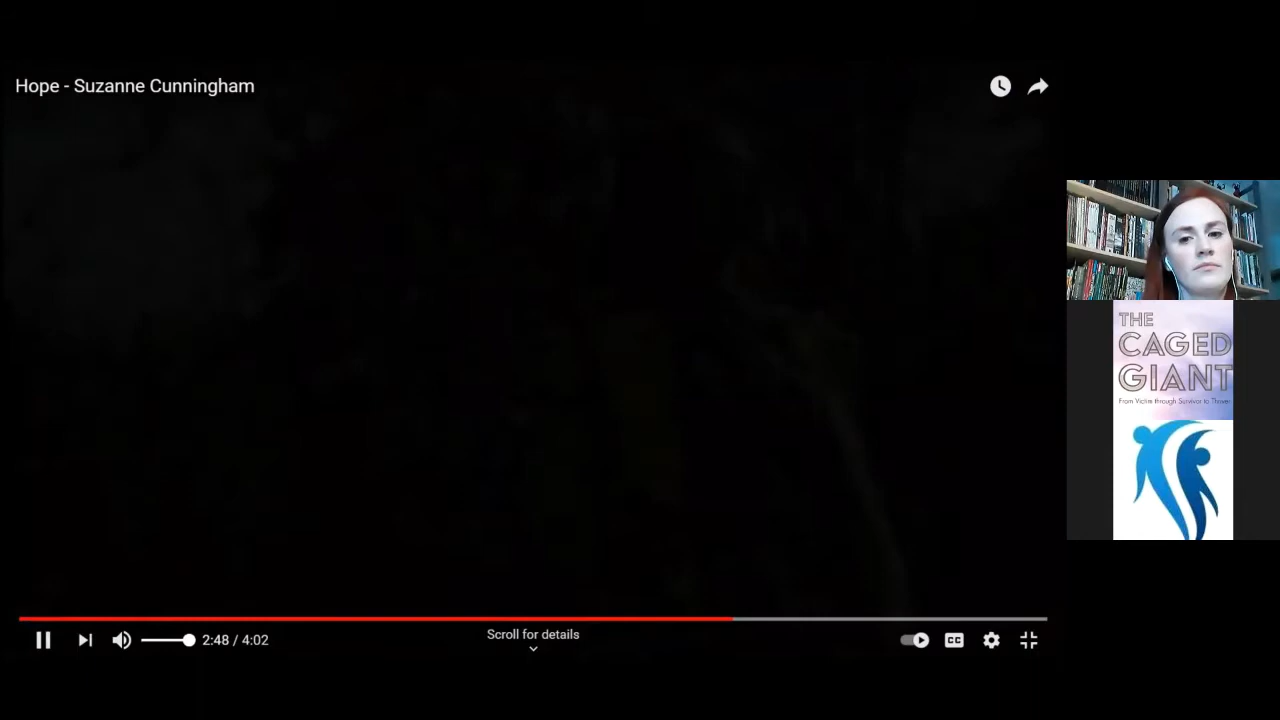 Hope - Suzanne Cunningham
THE
CAGED
GIANT
From Victim through Survivor to Thriver
2:48 / 4:02
Scroll for details
CC